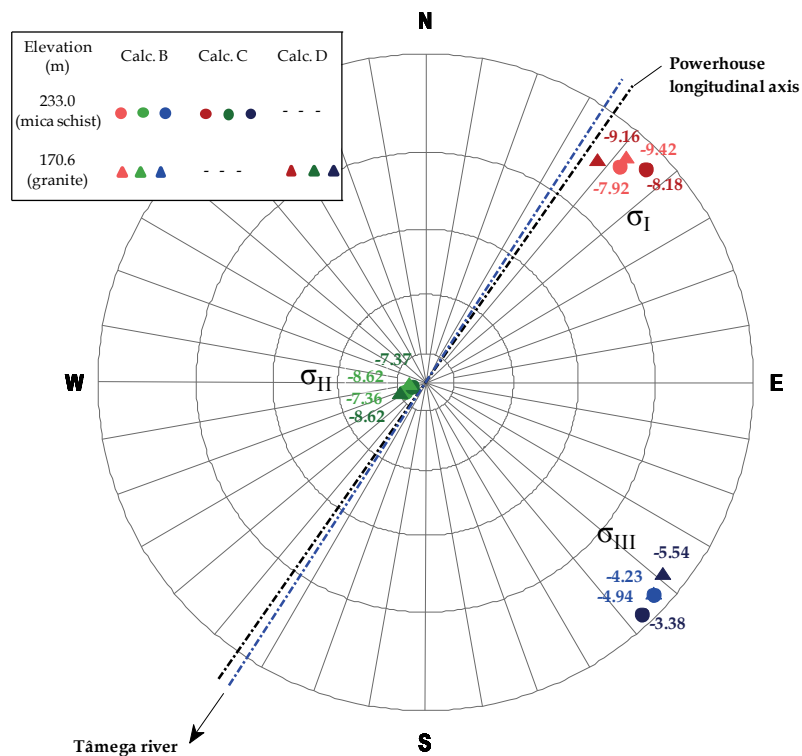 N
Elevation
(m)
Calc. B
Calc. C
Calc. D
233.0
(mica schist)
- - -
170.6
(granite)
- - -
Powerhouse
longitudinal axis
-9.16
-9.42
-7.92
-8.18
σI
W
E
-7.37
σII
-8.62
-7.36
-8.62
σIII
-5.54
-4.23
-4.94
-3.38
S
Tâmega river